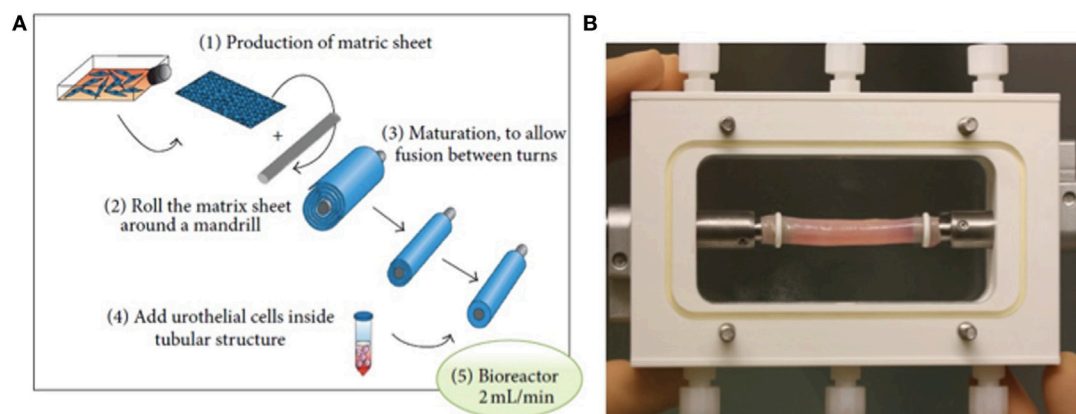 A
B
(1) Production of matric sheet
+
(3) Maturation, to allow
fusion between turns
(2) Roll the matrix sheet
around a mandrill
(4) Add urothelial cells inside
tubular structure
(5) Bioreactor
2 mL/min